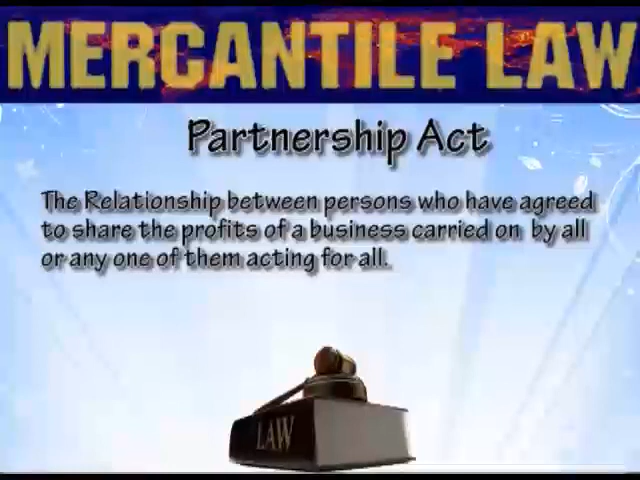 MERCANTILE LAW
Partnership Act
The Relationship between persons who have agreed
to share the profits of a business carried on by all
or any one of them acting for all.
LAW